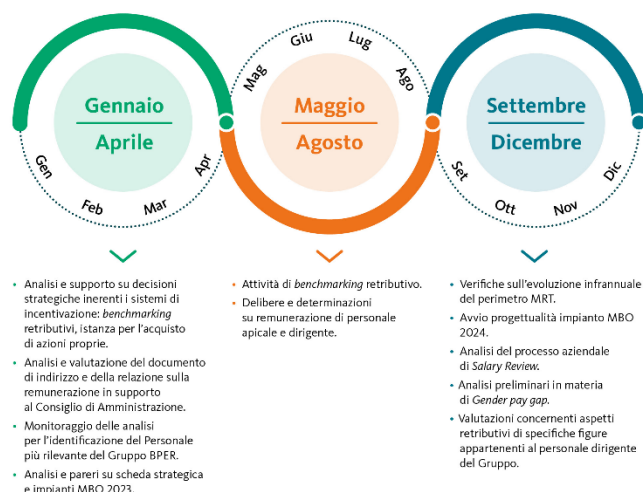 Gennaio
Aprile
Gen
Feb
Mar
Apr
Maggio
Agosto
Mag
Giu
Lug
Ago
Settembre
Dicembre
Set
Ott
Nov
Dic
• Analisi e supporto su decisioni
strategiche inerenti i sistemi di
incentivazione: benchmarking
retributivi, istanza per l'acquisto
di azioni proprie.
• Analisi e valutazione del documento
di indirizzo e della relazione sulla
remunerazione in supporto
al Consiglio di Amministrazione.
• Monitoraggio delle analisi
per l'identificazione del Personale
più rilevante del Gruppo BPER.
• Analisi e pareri su scheda strategica
e impianti MBO 2023.
• Attività di benchmarking retributivo.
• Delibere e determinazioni
su remunerazione di personale
apicale e dirigente.
• Verifiche sull'evoluzione infrannuale
del perimetro MRT.
• Avvio progettualità impianto MBO
2024.
• Analisi del processo aziendale
di Salary Review.
• Analisi preliminari in materia
di Gender pay gap.
• Valutazioni concernenti aspetti
retributivi di specifiche figure
appartenenti al personale dirigente
del Gruppo.